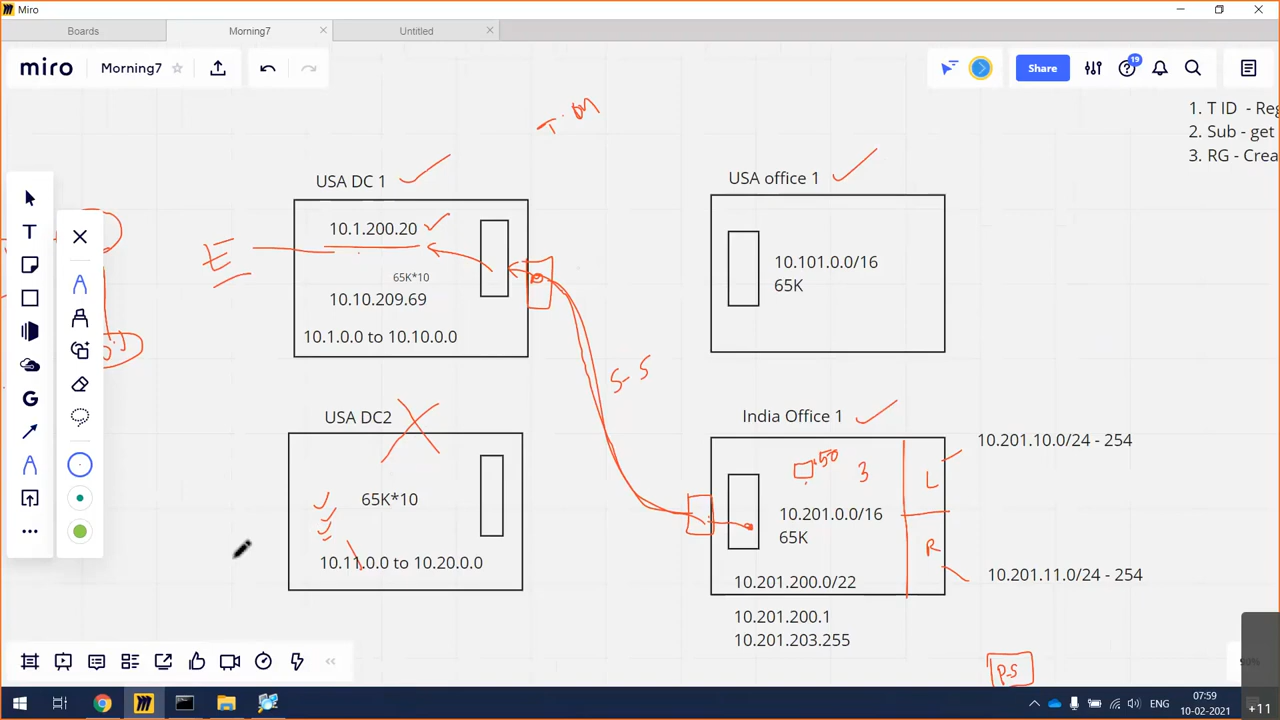 Miro
Boards
Morning7
Untitled
miro
Morning7
Share
19
1. T ID - Reg
2. Sub - get
3. RG - Crea
T.M
USA DC 1
10.1.200.20
65K*10
10.10.209.69
10.1.0.0 to 10.10.0.0
E
USA office 1
10.101.0.0/16
65K
S-S
USA DC2
65K*10
10.11.0.0 to 10.20.0.0
India Office 1
50
3
L
10.201.0.0/16
65K
R
10.201.200.0/22
10.201.200.1
10.201.203.255
10.201.10.0/24 - 254
10.201.11.0/24 - 254
P-S
90%
T
G
ENG
07:59
10-02-2021
+11